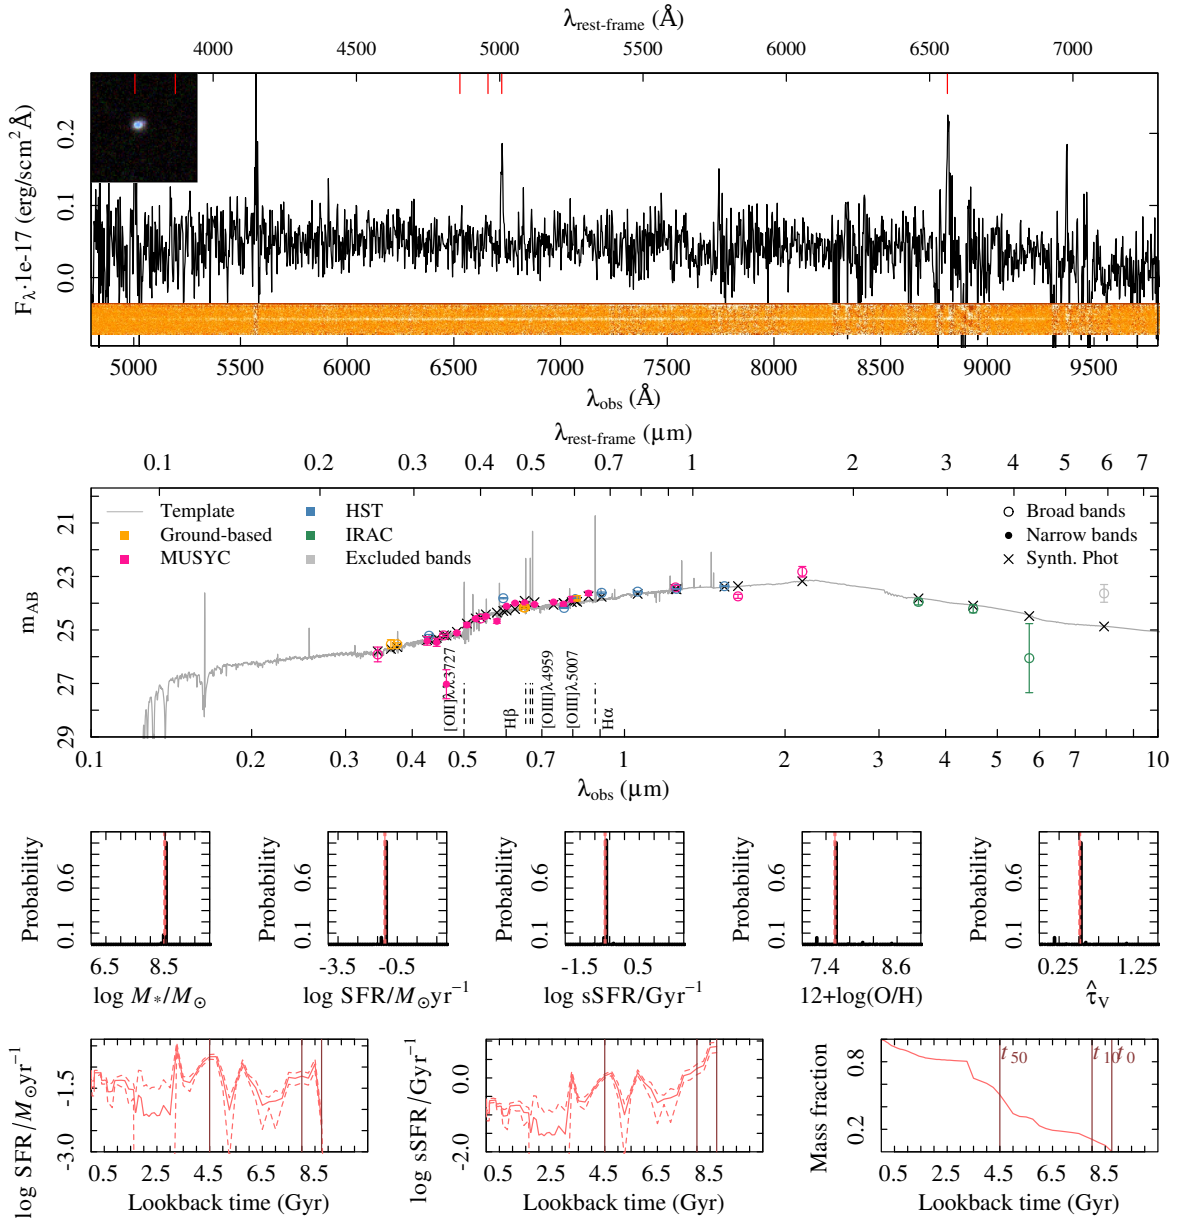 λrest-frame (Å)
4000 4500 5000 5500 6000 6500 7000
Fλ·1e-17 (erg/scm²Å)
0.0 0.1 0.2
5000 5500 6000 6500 7000 7500 8000 8500 9000 9500
λobs (Å)
λrest-frame (μm)
0.1 0.2 0.3 0.4 0.5 0.7 1 2 3 4 5 6 7
mAB
21
23
25
27
29
Template
Ground-based
MUSYC
HST
IRAC
Excluded bands
Broad bands
Narrow bands
Synth. Phot
[OII]λλ3727
Hβ
[OIII]λ4959
[OIII]λ5007
Hα
0.1 0.2 0.3 0.4 0.5 0.7 1 2 3 4 5 6 7 10
λobs (μm)
Probability
0.1 0.6
6.5 8.5
log M*/M⊙
Probability
0.1 0.6
-3.5 -0.5
log SFR/M⊙yr⁻¹
Probability
0.1 0.6
-1.5 0.5
log sSFR/Gyr⁻¹
Probability
0.1 0.6
7.4 8.6
12+log(O/H)
Probability
0.1 0.6
0.25 1.25
τ̂V
log SFR/M⊙yr⁻¹
-3.0 -1.5
0.5 2.5 4.5 6.5 8.5
Lookback time (Gyr)
log sSFR/Gyr⁻¹
-2.0 0.0
0.5 2.5 4.5 6.5 8.5
Lookback time (Gyr)
Mass fraction
0.2 0.8
t50 t10 t0
0.5 2.5 4.5 6.5 8.5
Lookback time (Gyr)